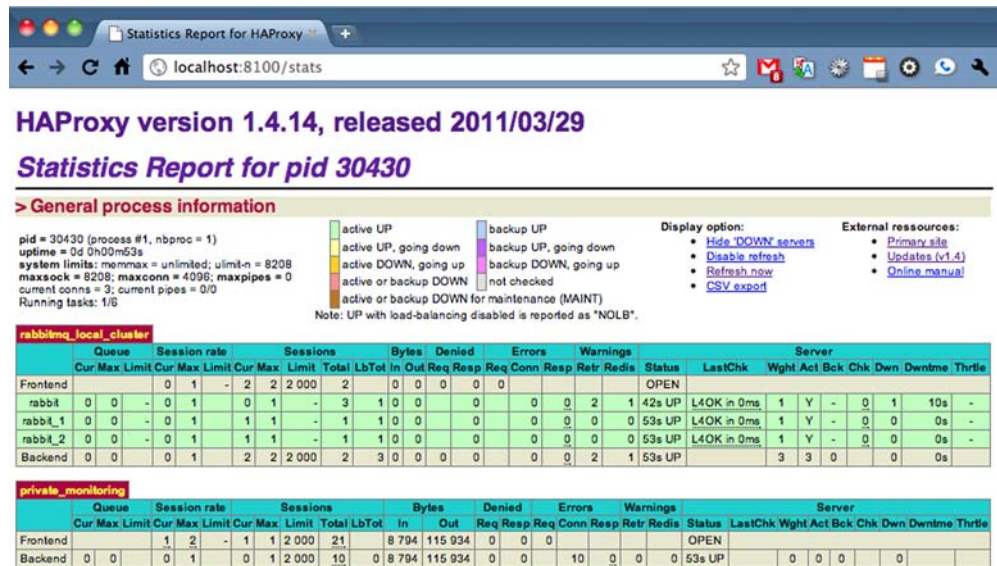 Statistics Report for HAProxy
localhost:8100/stats
8
HAProxy version 1.4.14, released 2011/03/29
Statistics Report for pid 30430
> General process information
pid = 30430 (process #1, nbproc = 1)
uptime = 0d 0h00m53s
system limits: memmax = unlimited; ulimit-n = 8208
maxsock = 8208; maxconn = 4096; maxpipes = 0
current conns = 3; current pipes = 0/0
Running tasks: 1/6
active UP backup UP
active UP, going down backup UP, going down
active DOWN, going up backup DOWN, going up
active or backup DOWN not checked
active or backup DOWN for maintenance (MAINT)
Note: UP with load-balancing disabled is reported as "NOLB".
Display option:
• Hide 'DOWN' servers
• Disable refresh
• Refresh now
• CSV export
External ressources:
• Primary site
• Updates (v1.4)
• Online manual
rabbitmq_local_cluster
Queue Session rate Sessions Bytes Denied Errors Warnings Server
Cur Max Limit Cur Max Limit Cur Max Limit Total LbTot In Out Req Resp Req Conn Resp Retr Redis Status LastChk Wght Act Bck Chk Dwn Dwntme Thrtle
Frontend 0 1 - 2 2 2 000 2 0 0 0 0 0 OPEN
rabbit 0 0 - 0 1 0 1 - 3 1 0 0 0 0 0 2 1 42s UP L4OK in 0ms 1 Y - 0 1 10s -
rabbit_1 0 0 - 0 1 1 1 - 1 1 0 0 0 0 0 0 0 53s UP L4OK in 0ms 1 Y - 0 0 0s -
rabbit_2 0 0 - 0 1 1 1 - 1 1 0 0 0 0 0 0 0 53s UP L4OK in 0ms 1 Y - 0 0 0s -
Backend 0 0 0 1 2 2 2 000 2 3 0 0 0 0 0 0 2 1 53s UP 3 3 0 0 0s
private_monitoring
Queue Session rate Sessions Bytes Denied Errors Warnings Server
Cur Max Limit Cur Max Limit Cur Max Limit Total LbTot In Out Req Resp Req Conn Resp Retr Redis Status LastChk Wght Act Bck Chk Dwn Dwntme Thrtle
Frontend 1 2 - 1 1 2 000 21 8 794 115 934 0 0 0 OPEN
Backend 0 0 0 1 0 1 2 000 10 0 8 794 115 934 0 0 10 0 0 0 53s UP 0 0 0 0